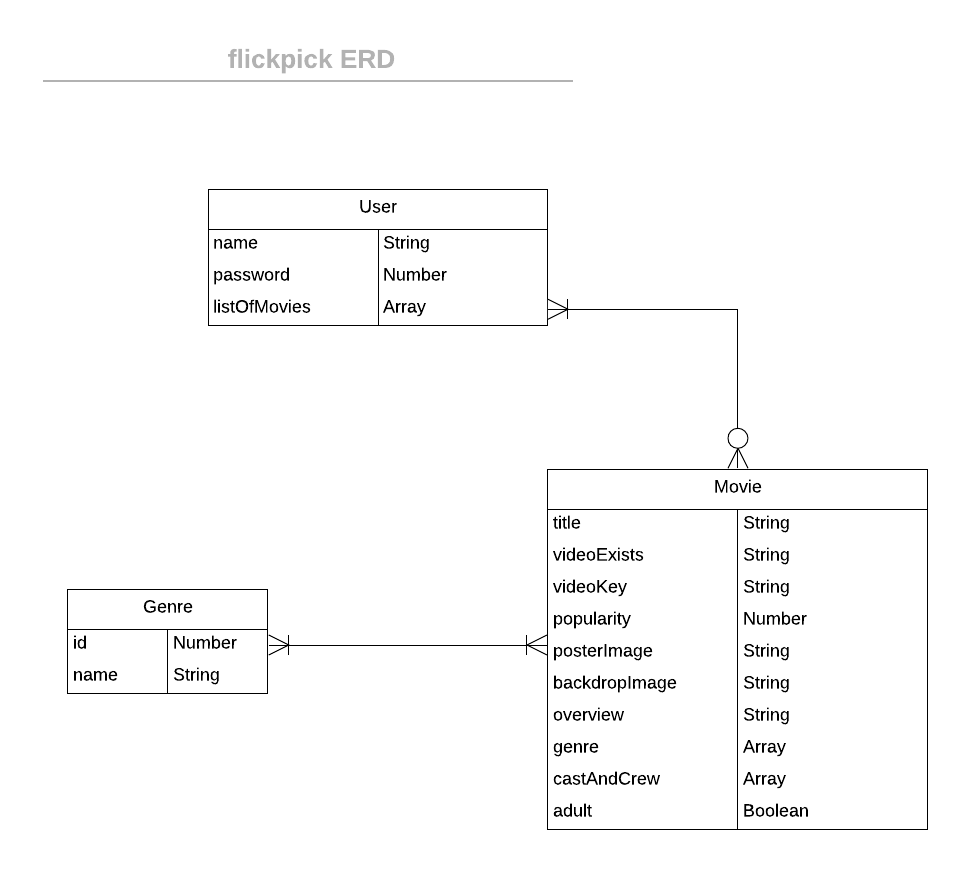 flickpick ERD
User
name String
password Number
listOfMovies Array
Movie
title String
videoExists String
videoKey String
popularity Number
posterImage String
backdropImage String
overview String
genre Array
castAndCrew Array
adult Boolean
Genre
id Number
name String